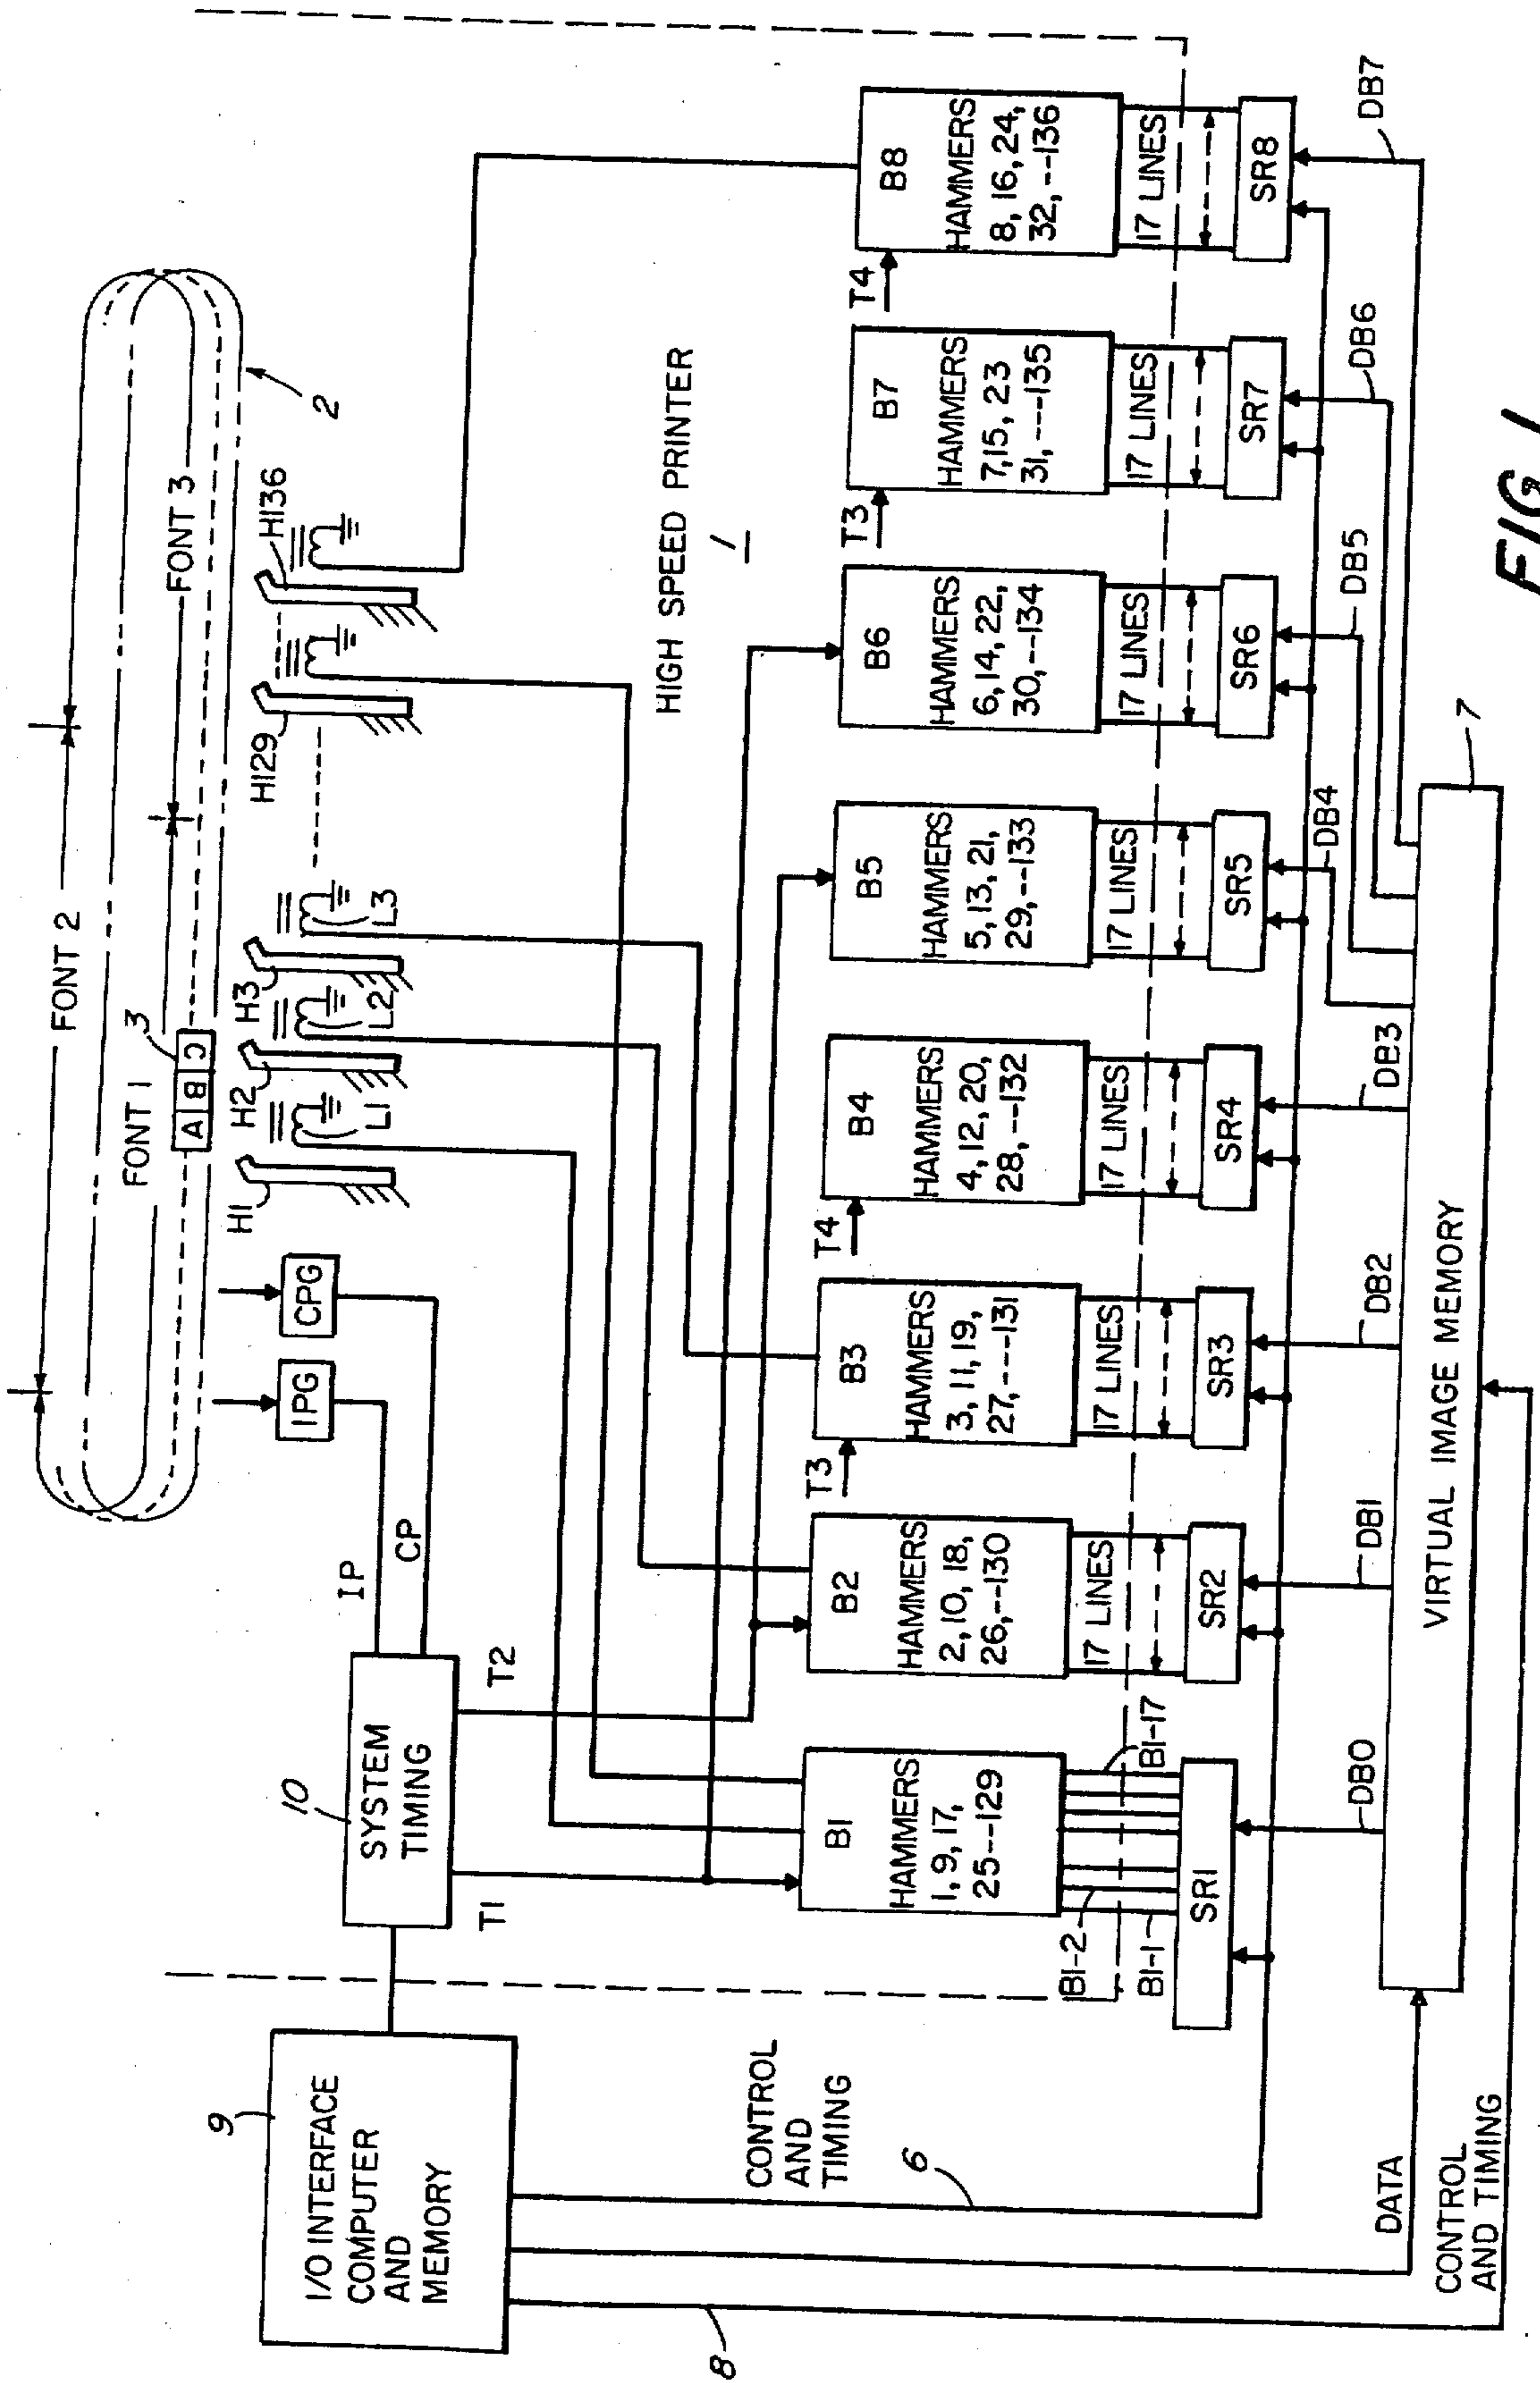 FONT 2
FONT 1
FONT 3
3
A B C
2
IPG
CPG
H1
H2
H3
H129
H136
L1
L2
L3
IP
CP
9
I/O INTERFACE
COMPUTER
AND
MEMORY
10
SYSTEM
TIMING
T1
T2
HIGH SPEED PRINTER
1
B1
HAMMERS
1, 9, 17,
25--129
B2
HAMMERS
2, 10, 18,
26,--130
T3
B3
HAMMERS
3, 11, 19,
27,---131
T4
B4
HAMMERS
4, 12, 20,
28,--132
B5
HAMMERS
5, 13, 21,
29,--133
B6
HAMMERS
6, 14, 22,
30,--134
T3
B7
HAMMERS
7, 15, 23
31,---135
T4
B8
HAMMERS
8, 16, 24,
32,--136
CONTROL
AND
TIMING
6
B1-2
B1-1
B1-17
17 LINES
17 LINES
17 LINES
17 LINES
17 LINES
17 LINES
17 LINES
SR1
SR2
SR3
SR4
SR5
SR6
SR7
SR8
DB0
DB1
DB2
DB3
DB4
DB5
DB6
DB7
DATA
VIRTUAL IMAGE MEMORY
7
8
CONTROL
AND TIMING
FIG. 1